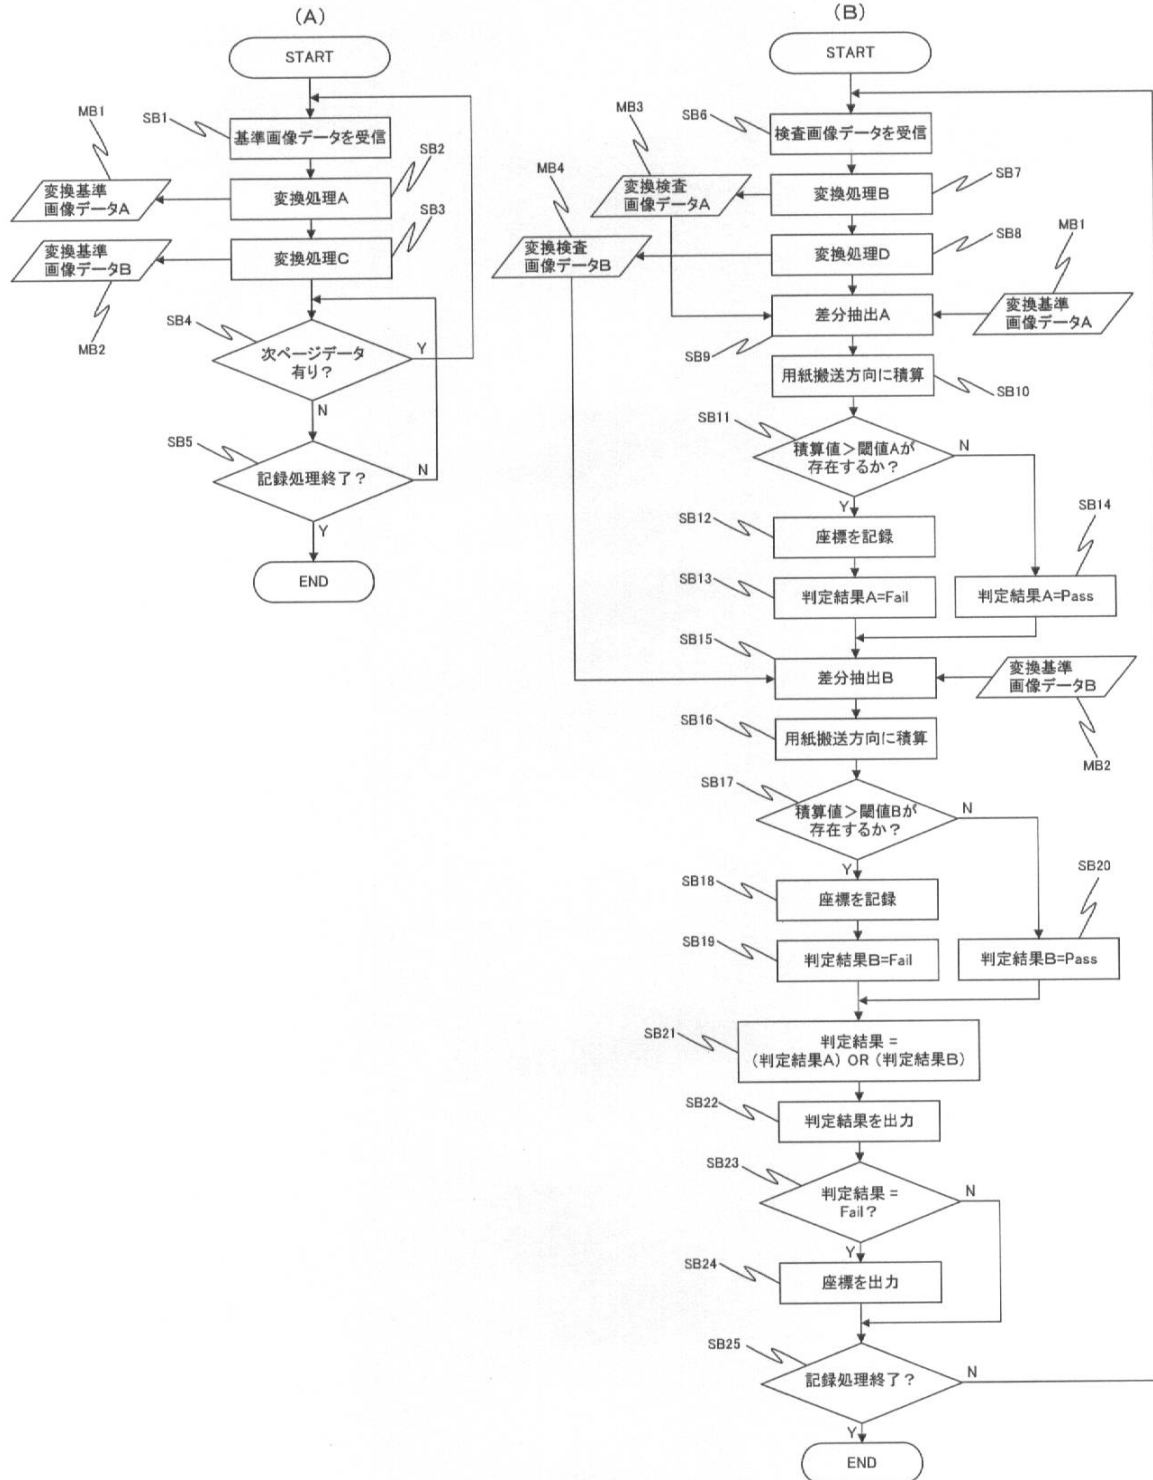 (A)
START
SB1
基準画像データを受信
MB1
SB2
変換基準
画像データA
変換処理A
SB3
変換基準
画像データB
変換処理C
MB2
SB4
次ページデータ
有り？
Y
N
SB5
記録処理終了？
N
Y
END
(B)
START
SB6
検査画像データを受信
MB3
MB4
変換検査
画像データA
変換処理B
SB7
変換検査
画像データB
変換処理D
SB8
MB1
差分抽出A
変換基準
画像データA
SB9
用紙搬送方向に積算
SB10
SB11
積算値＞閾値Aが
存在するか？
N
Y
SB12
座標を記録
SB14
SB13
判定結果A=Fail
判定結果A=Pass
SB15
差分抽出B
変換基準
画像データB
SB16
用紙搬送方向に積算
MB2
SB17
積算値＞閾値Bが
存在するか？
N
Y
SB18
座標を記録
SB20
SB19
判定結果B=Fail
判定結果B=Pass
SB21
判定結果 =
(判定結果A) OR (判定結果B)
SB22
判定結果を出力
SB23
判定結果 =
Fail？
N
Y
SB24
座標を出力
SB25
記録処理終了？
N
Y
END